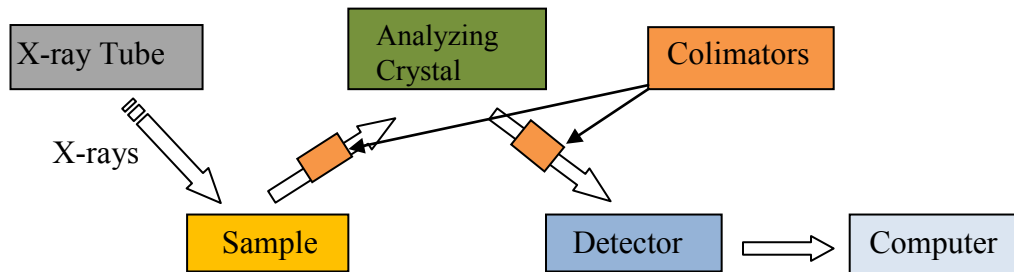 X-ray Tube
Analyzing
Crystal
Colimators
X-rays
Sample
Detector
Computer